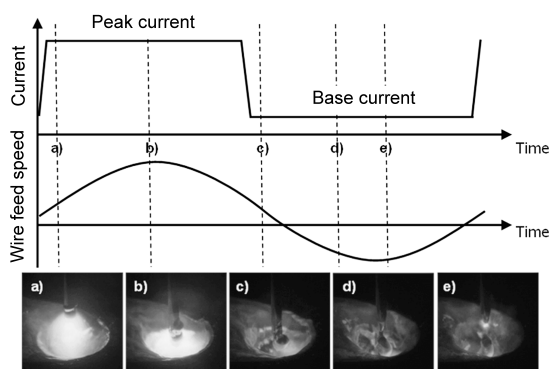 Peak current
Current
Base current
a) b) c) d) e)
Time
Wire feed speed
Time
a) b) c) d) e)